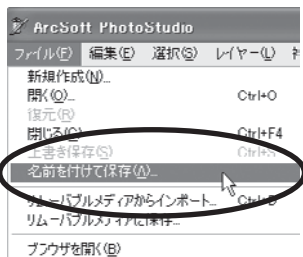 ArcSoft PhotoStudio
ファイル(F) 編集(E) 選択(S) レイヤー(L)
新規作成(N)...
開く(O)... Ctrl+O
復元(R)
閉じる(C) Ctrl+F4
上書き保存(S) Ctrl+S
名前を付けて保存(A)...
リムーバブルメディアからインポート...
リムーバブルメディアに保存...
ブラウザを開く(B)